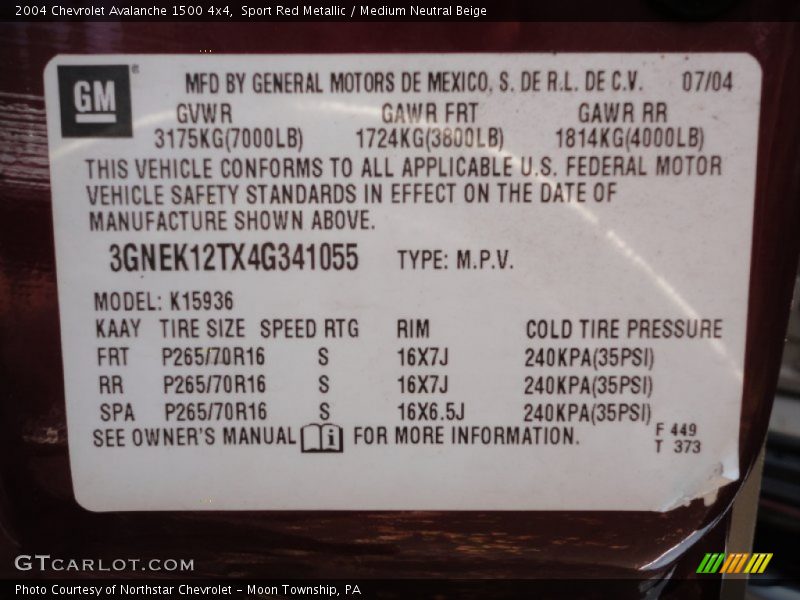 2004 Chevrolet Avalanche 1500 4x4, Sport Red Metallic / Medium Neutral Beige
GM ® MFD BY GENERAL MOTORS DE MEXICO, S. DE R.L. DE C.V. 07/04
GVWR GAWR FRT GAWR RR
3175KG(7000LB) 1724KG(3800LB) 1814KG(4000LB)
THIS VEHICLE CONFORMS TO ALL APPLICABLE U.S. FEDERAL MOTOR
VEHICLE SAFETY STANDARDS IN EFFECT ON THE DATE OF
MANUFACTURE SHOWN ABOVE.
3GNEK12TX4G341055 TYPE: M.P.V.
MODEL: K15936
KAAY TIRE SIZE SPEED RTG RIM COLD TIRE PRESSURE
FRT P265/70R16 S 16X7J 240KPA(35PSI)
RR P265/70R16 S 16X7J 240KPA(35PSI)
SPA P265/70R16 S 16X6.5J 240KPA(35PSI)
SEE OWNER'S MANUAL i FOR MORE INFORMATION. F 449
T 373
GTCARLOT.COM
Photo Courtesy of Northstar Chevrolet - Moon Township, PA